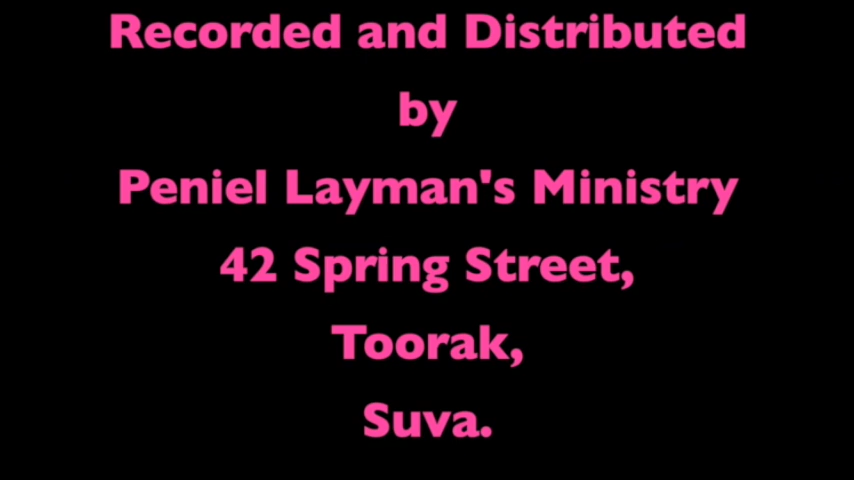 Recorded and Distributed
by
Peniel Layman's Ministry
42 Spring Street,
Toorak,
Suva.